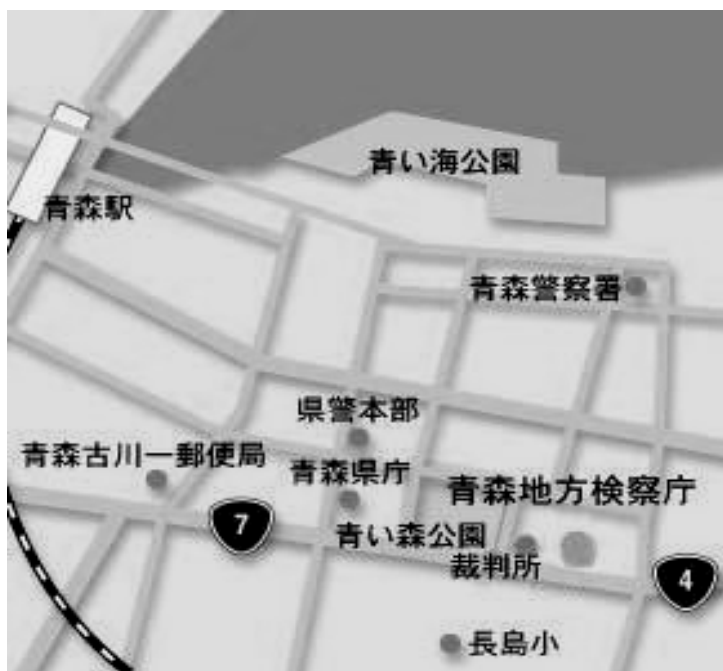 青い海公園
青森駅
青森警察署
県警本部
青森古川一郵便局
青森県庁
青森地方検察庁
7
青い森公園
裁判所
4
長島小